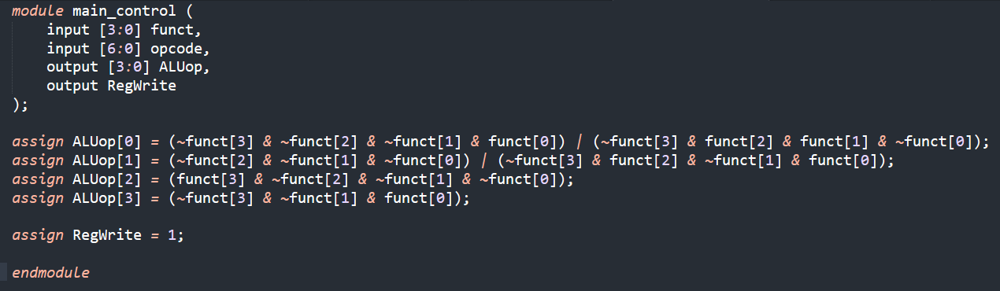 module main_control (
    input [3:0] funct,
    input [6:0] opcode,
    output [3:0] ALUop,
    output RegWrite
);
assign ALUop[0] = (~funct[3] & ~funct[2] & ~funct[1] & funct[0]) | (~funct[3] & funct[2] & funct[1] & ~funct[0]);
assign ALUop[1] = (~funct[2] & ~funct[1] & ~funct[0]) | (~funct[3] & funct[2] & ~funct[1] & funct[0]);
assign ALUop[2] = (funct[3] & ~funct[2] & ~funct[1] & ~funct[0]);
assign ALUop[3] = (~funct[3] & ~funct[1] & funct[0]);
assign RegWrite = 1;
endmodule